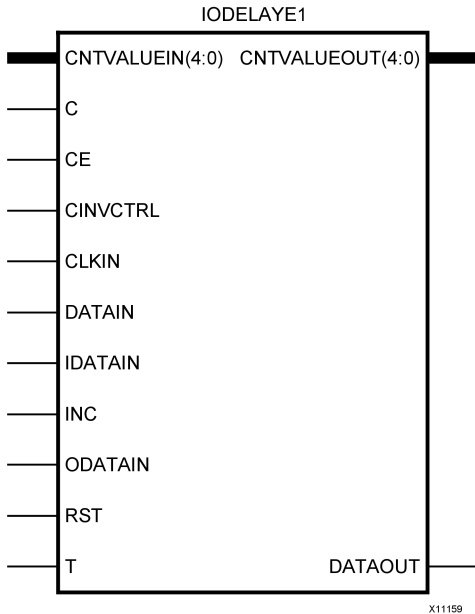 IODELAYE1
CNTVALUEIN(4:0) CNTVALUEOUT(4:0)
C
CE
CINVCTRL
CLKIN
DATAIN
IDATAIN
INC
ODATAIN
RST
T DATAOUT
X11159